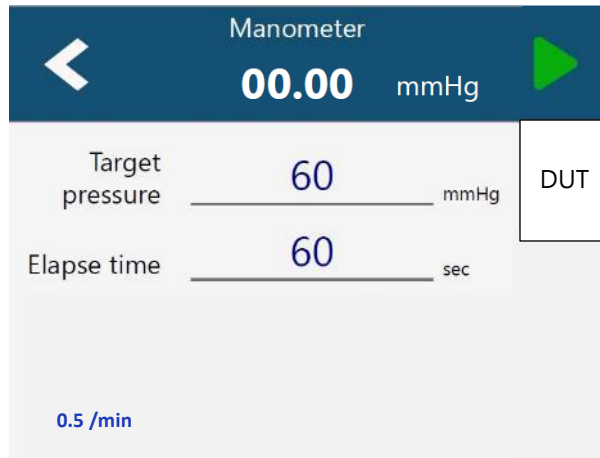 Manometer
00.00 mmHg
DUT
Target
pressure 60 mmHg
Elapse time 60 sec
0.5 /min